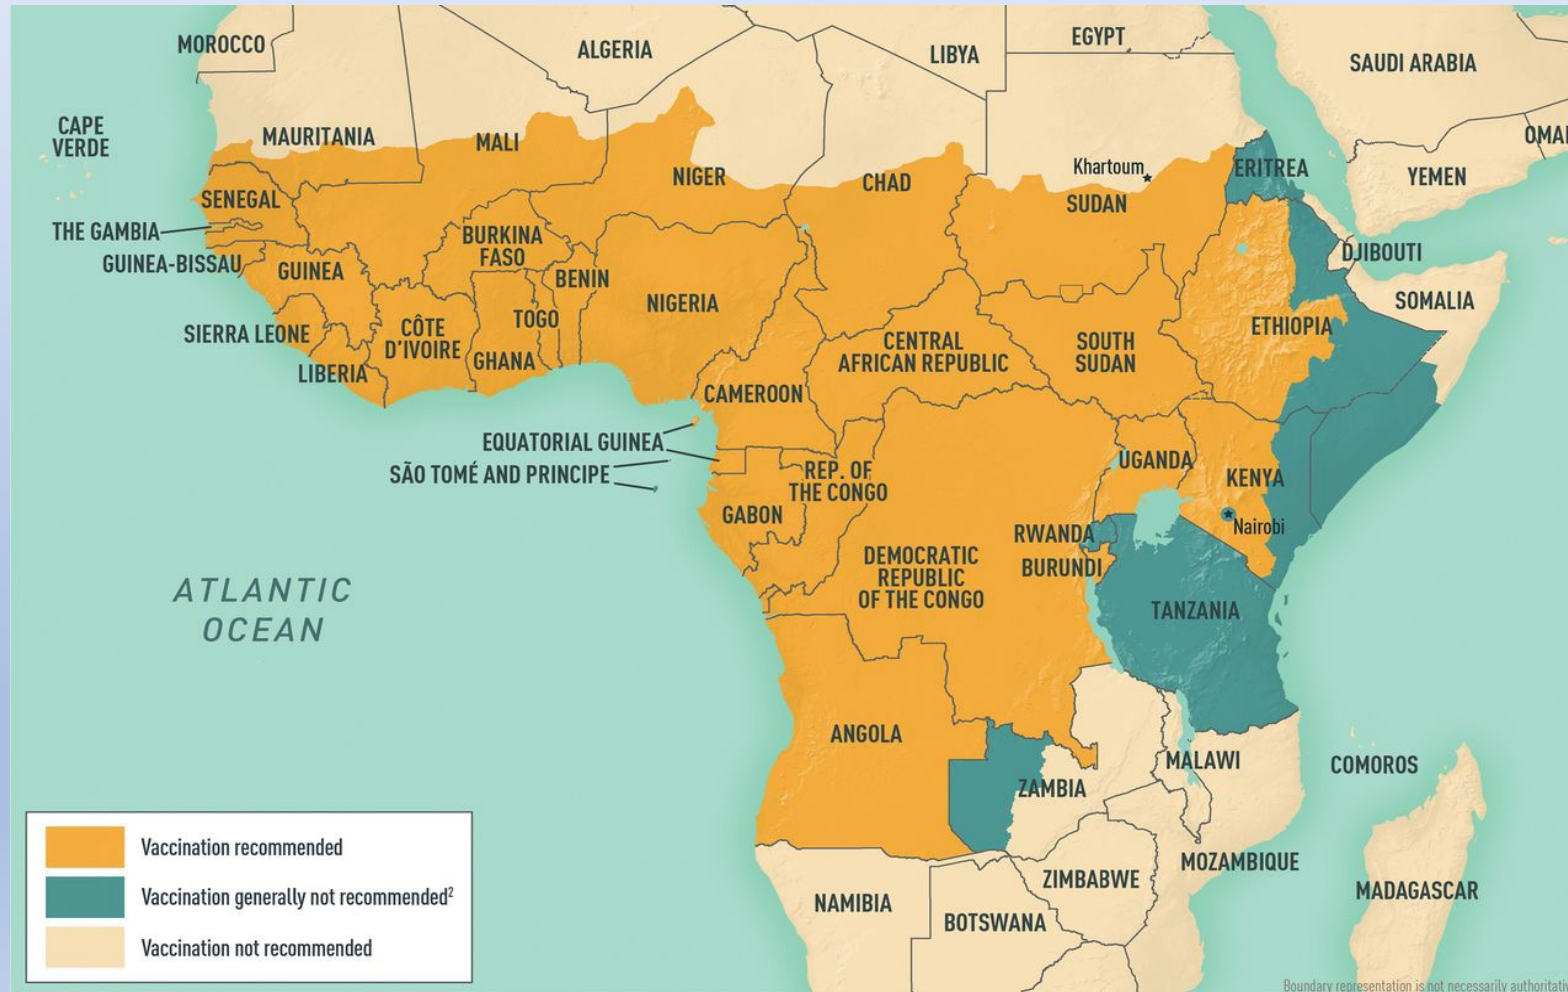 MOROCCO
ALGERIA
LIBYA
EGYPT
SAUDI ARABIA
CAPE
VERDE
MAURITANIA
MALI
NIGER
CHAD
Khartoum
SUDAN
ERITREA
YEMEN
OMA
SENEGAL
THE GAMBIA
GUINEA-BISSAU
GUINEA
BURKINA
FASO
BENIN
NIGERIA
DJIBOUTI
SOMALIA
SIERRA LEONE
LIBERIA
CÔTE
D'IVOIRE
GHANA
TOGO
CENTRAL
AFRICAN REPUBLIC
SOUTH
SUDAN
ETHIOPIA
CAMEROON
EQUATORIAL GUINEA
SÃO TOMÉ AND PRINCIPE
GABON
REP. OF
THE CONGO
UGANDA
KENYA
Nairobi
RWANDA
BURUNDI
DEMOCRATIC
REPUBLIC
OF THE CONGO
TANZANIA
ATLANTIC
OCEAN
ANGOLA
ZAMBIA
MALAWI
COMOROS
Vaccination recommended
Vaccination generally not recommended²
Vaccination not recommended
NAMIBIA
BOTSWANA
ZIMBABWE
MOZAMBIQUE
MADAGASCAR
Boundary representation is not necessarily authoritati